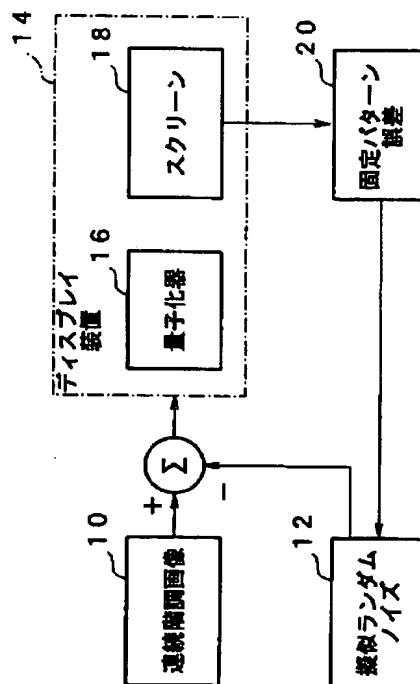 10
連続階調画像
+
-
Σ
ディスプレイ
装置
14
16
量子化器
18
スクリーン
12
擬似ランダム
ノイズ
20
固定パターン
誤差